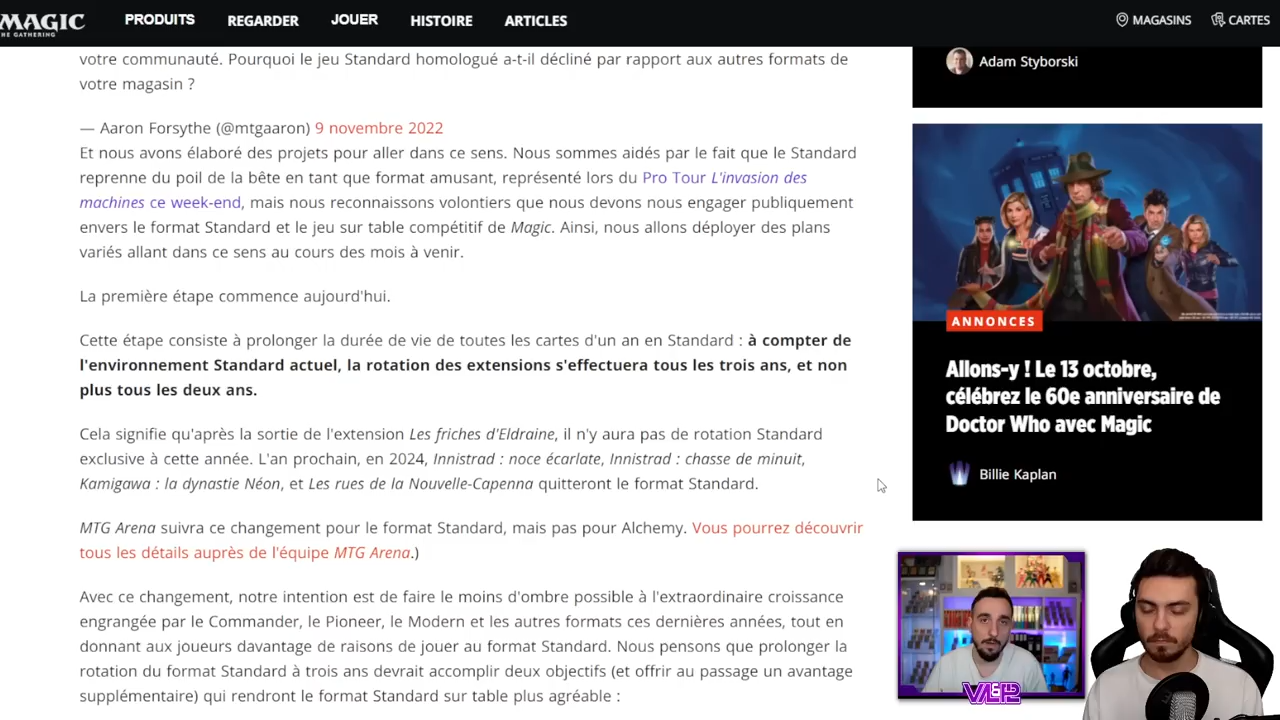 MAGIC
THE GATHERING
PRODUITS
REGARDER
JOUER
HISTOIRE
ARTICLES
MAGASINS
CARTES
votre communauté. Pourquoi le jeu Standard homologué a-t-il décliné par rapport aux autres formats de
votre magasin ?
— Aaron Forsythe (@mtgaaron) 9 novembre 2022
Et nous avons élaboré des projets pour aller dans ce sens. Nous sommes aidés par le fait que le Standard
reprenne du poil de la bête en tant que format amusant, représenté lors du Pro Tour L'invasion des
machines ce week-end, mais nous reconnaissons volontiers que nous devons nous engager publiquement
envers le format Standard et le jeu sur table compétitif de Magic. Ainsi, nous allons déployer des plans
variés allant dans ce sens au cours des mois à venir.
La première étape commence aujourd'hui.
Cette étape consiste à prolonger la durée de vie de toutes les cartes d'un an en Standard : à compter de
l'environnement Standard actuel, la rotation des extensions s'effectuera tous les trois ans, et non
plus tous les deux ans.
Cela signifie qu'après la sortie de l'extension Les friches d'Eldraine, il n'y aura pas de rotation Standard
exclusive à cette année. L'an prochain, en 2024, Innistrad : noce écarlate, Innistrad : chasse de minuit,
Kamigawa : la dynastie Néon, et Les rues de la Nouvelle-Capenna quitteront le format Standard.
MTG Arena suivra ce changement pour le format Standard, mais pas pour Alchemy. Vous pourrez découvrir
tous les détails auprès de l'équipe MTG Arena.)
Avec ce changement, notre intention est de faire le moins d'ombre possible à l'extraordinaire croissance
engrangée par le Commander, le Pioneer, le Modern et les autres formats ces dernières années, tout en
donnant aux joueurs davantage de raisons de jouer au format Standard. Nous pensons que prolonger la
rotation du format Standard à trois ans devrait accomplir deux objectifs (et offrir au passage un avantage
supplémentaire) qui rendront le format Standard sur table plus agréable :
Adam Styborski
ANNONCES
Allons-y ! Le 13 octobre,
célébrez le 60e anniversaire de
Doctor Who avec Magic
Billie Kaplan